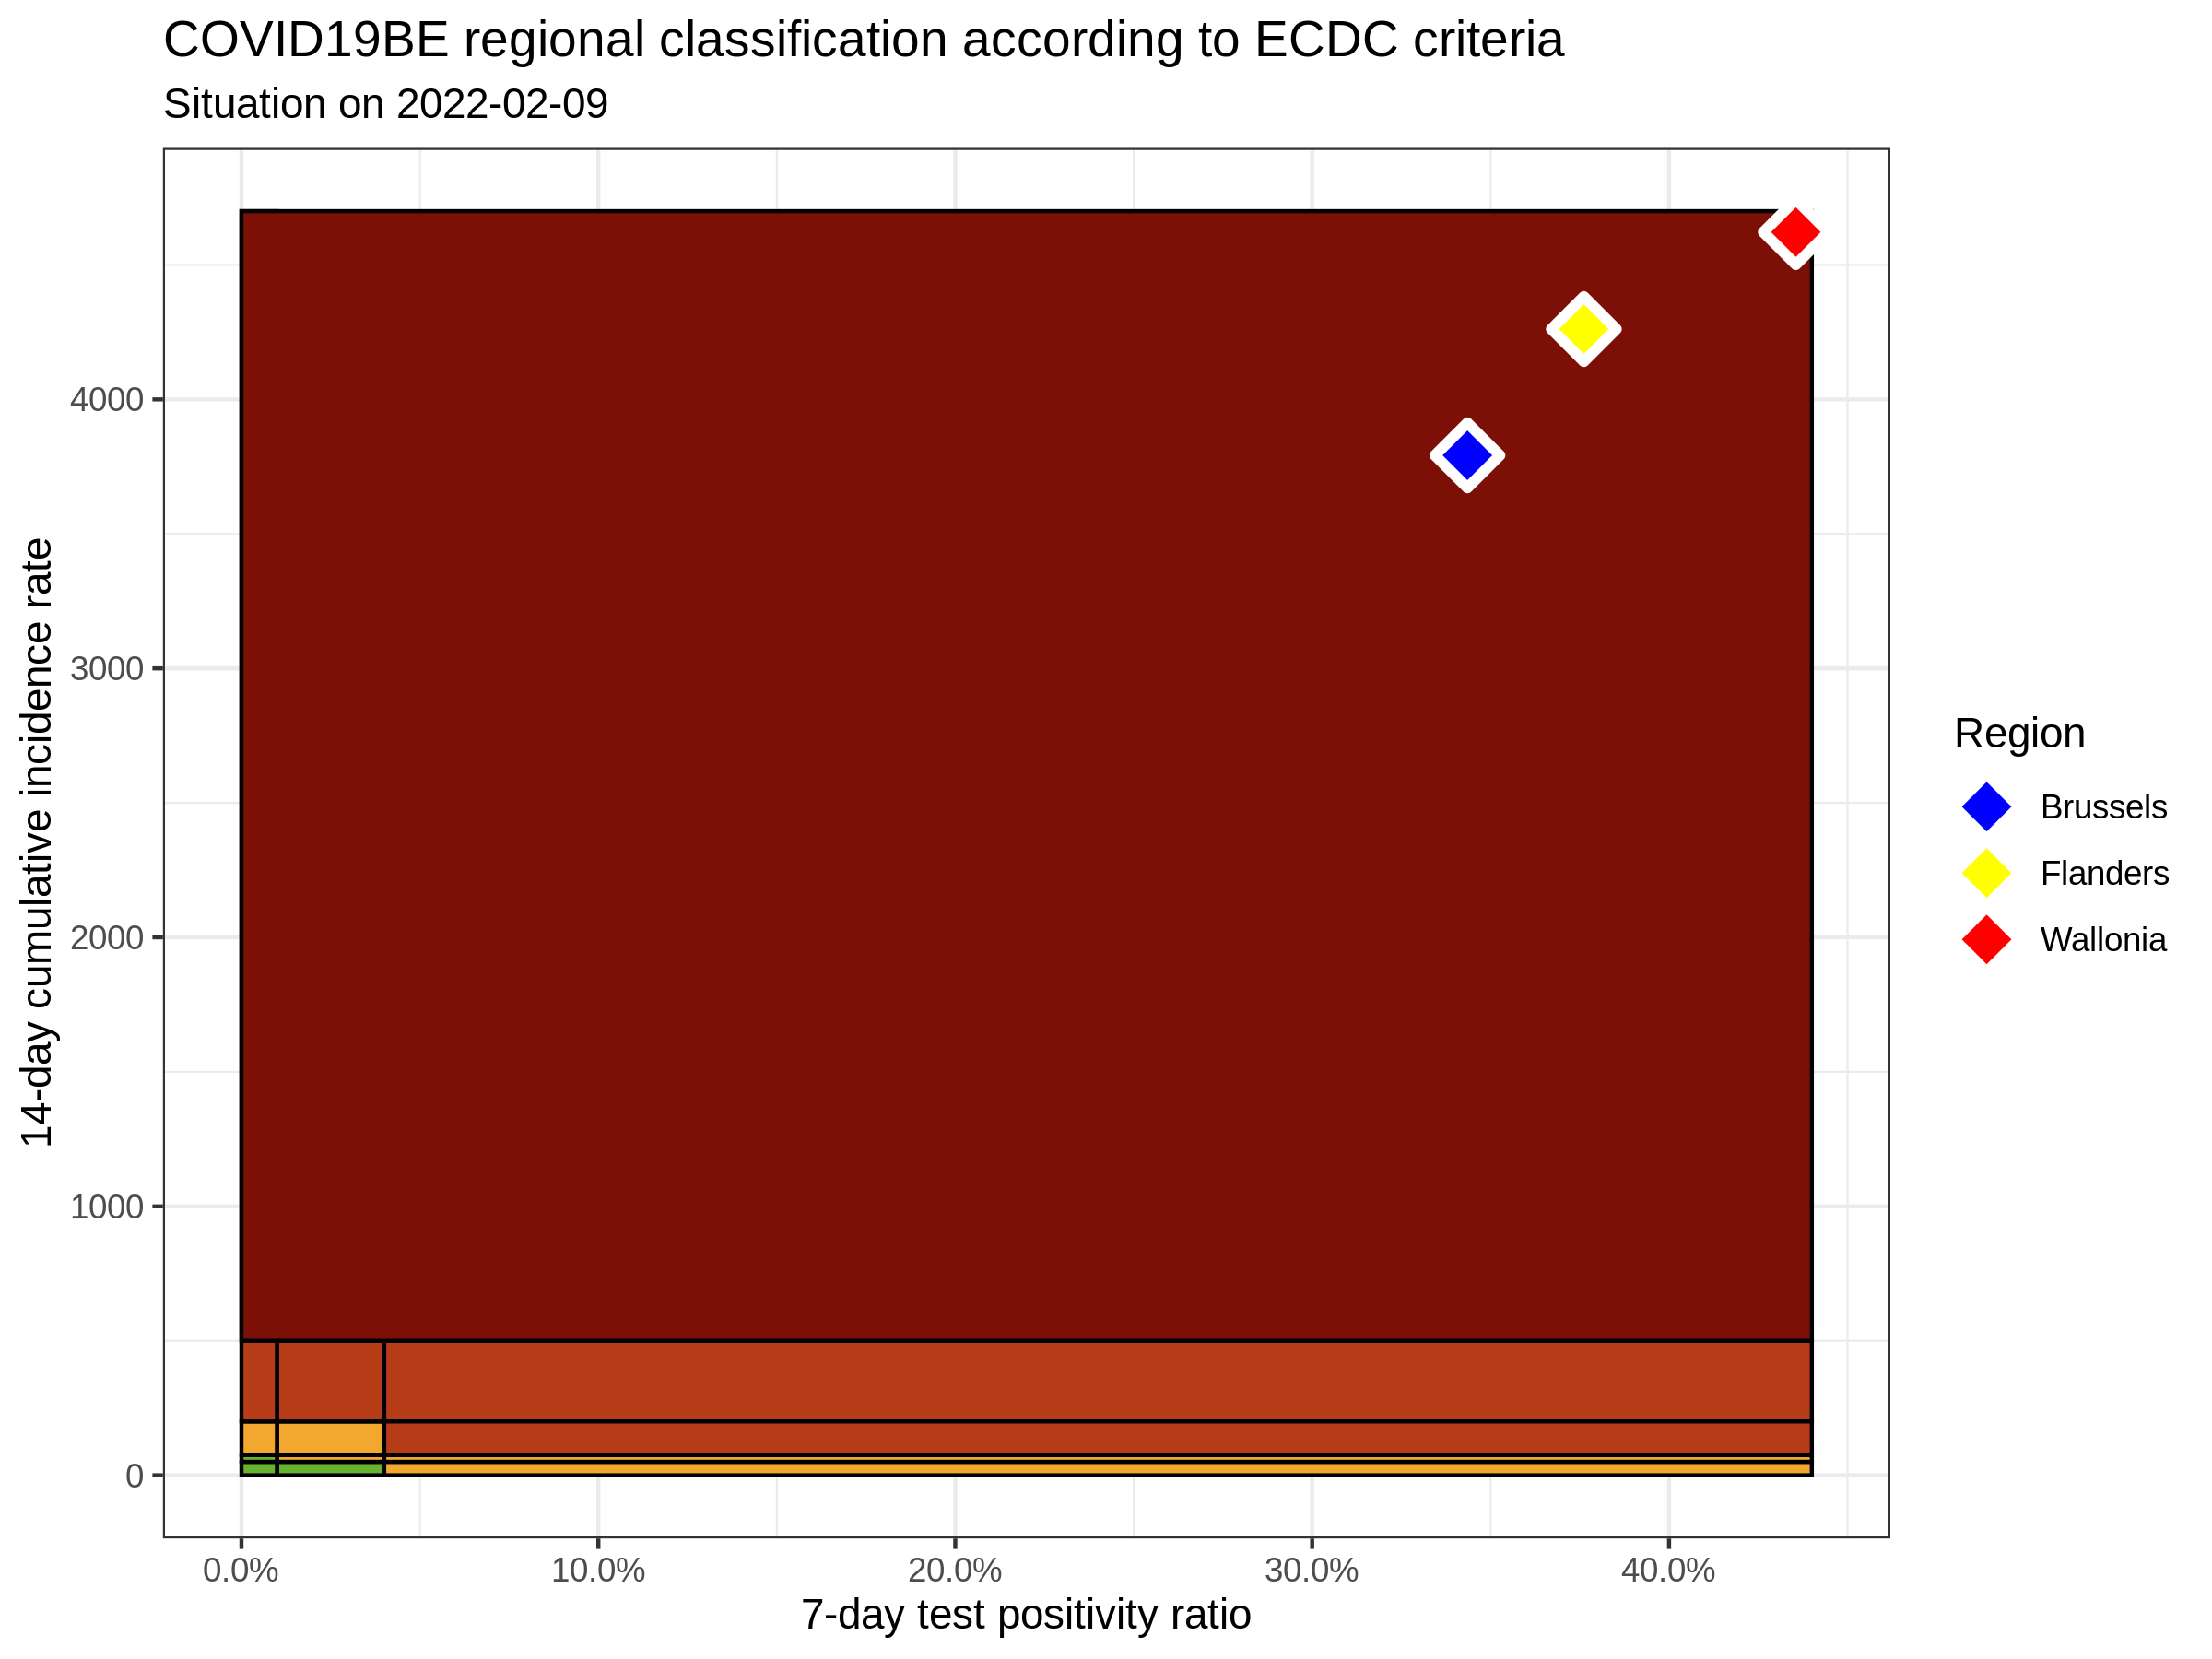 COVID19BE regional classification according to ECDC criteria
Situation on 2022-02-09
14-day cumulative incidence rate
4000
3000
2000
1000
0
0.0%
10.0%
20.0%
30.0%
40.0%
7-day test positivity ratio
Region
Brussels
Flanders
Wallonia